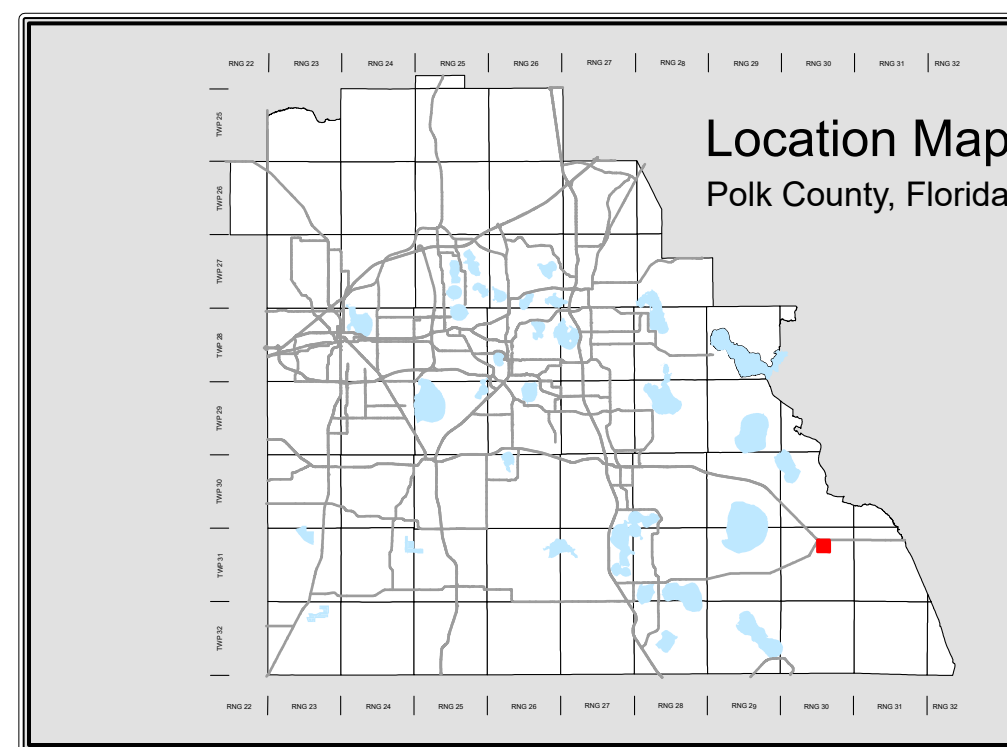 RNG 22 RNG 23 RNG 24 RNG 25 RNG 26 RNG 27 RNG 28 RNG 29 RNG 30 RNG 31 RNG 32
TWP 25
Location Map
Polk County, Florida
TWP 26
TWP 27
TWP 28
TWP 29
TWP 30
TWP 31
TWP 32
RNG 22 RNG 23 RNG 24 RNG 25 RNG 26 RNG 27 RNG 28 RNG 29 RNG 30 RNG 31 RNG 32